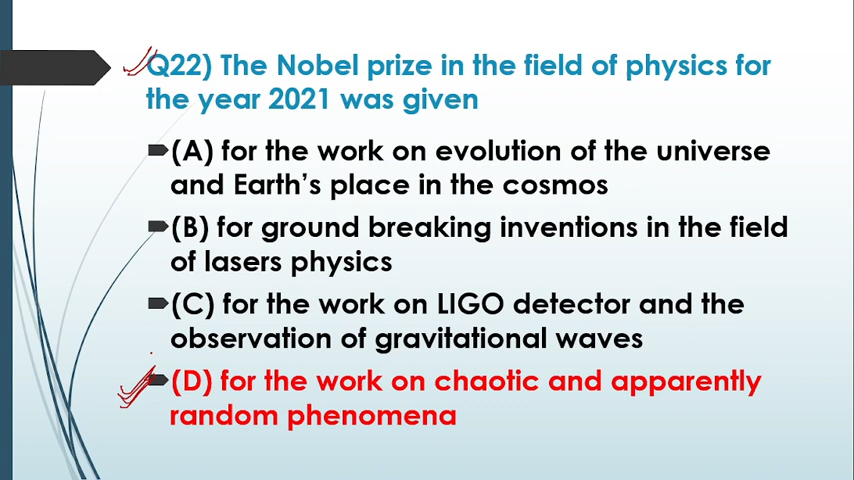 Q22) The Nobel prize in the field of physics for
the year 2021 was given
(A) for the work on evolution of the universe
and Earth's place in the cosmos
(B) for ground breaking inventions in the field
of lasers physics
(C) for the work on LIGO detector and the
observation of gravitational waves
(D) for the work on chaotic and apparently
random phenomena